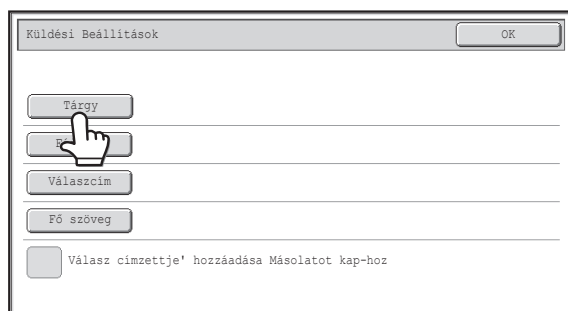 Küldési Beállítások
OK
Tárgy
Válaszcím
Fő szöveg
Válasz címzettje' hozzáadása Másolatot kap-hoz